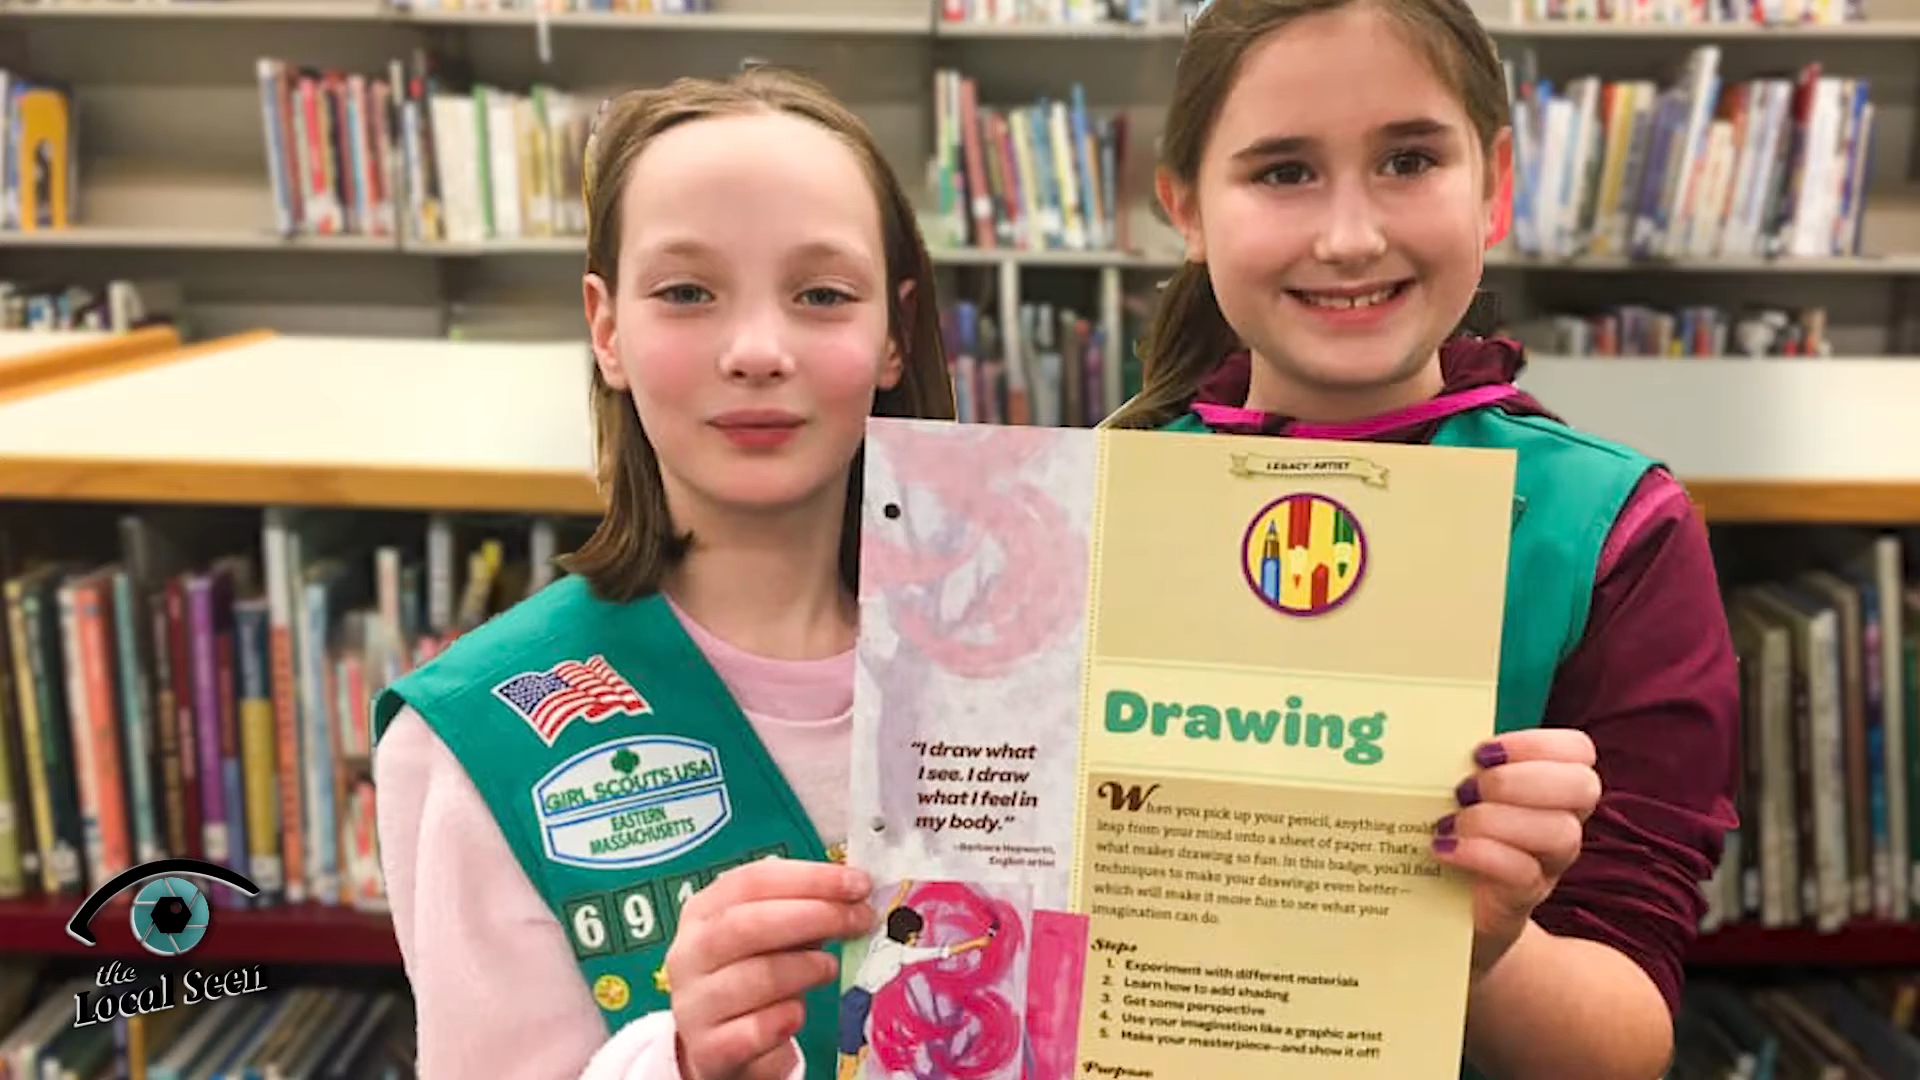 LEGACY: ARTIST
Drawing
"I draw what
I see. I draw
what I feel in
my body."
—Barbara Hepworth,
English artist
When you pick up your pencil, anything could
leap from your mind onto a sheet of paper. That's
what makes drawing so fun. In this badge, you'll find
techniques to make your drawings even better—
which will make it more fun to see what your
imagination can do.
Steps
1. Experiment with different materials
2. Learn how to add shading
3. Get some perspective
4. Use your imagination like a graphic artist
5. Make your masterpiece—and show it off!
Purpose
GIRL SCOUTS USA
EASTERN
MASSACHUSETTS
69
the
Local Seen